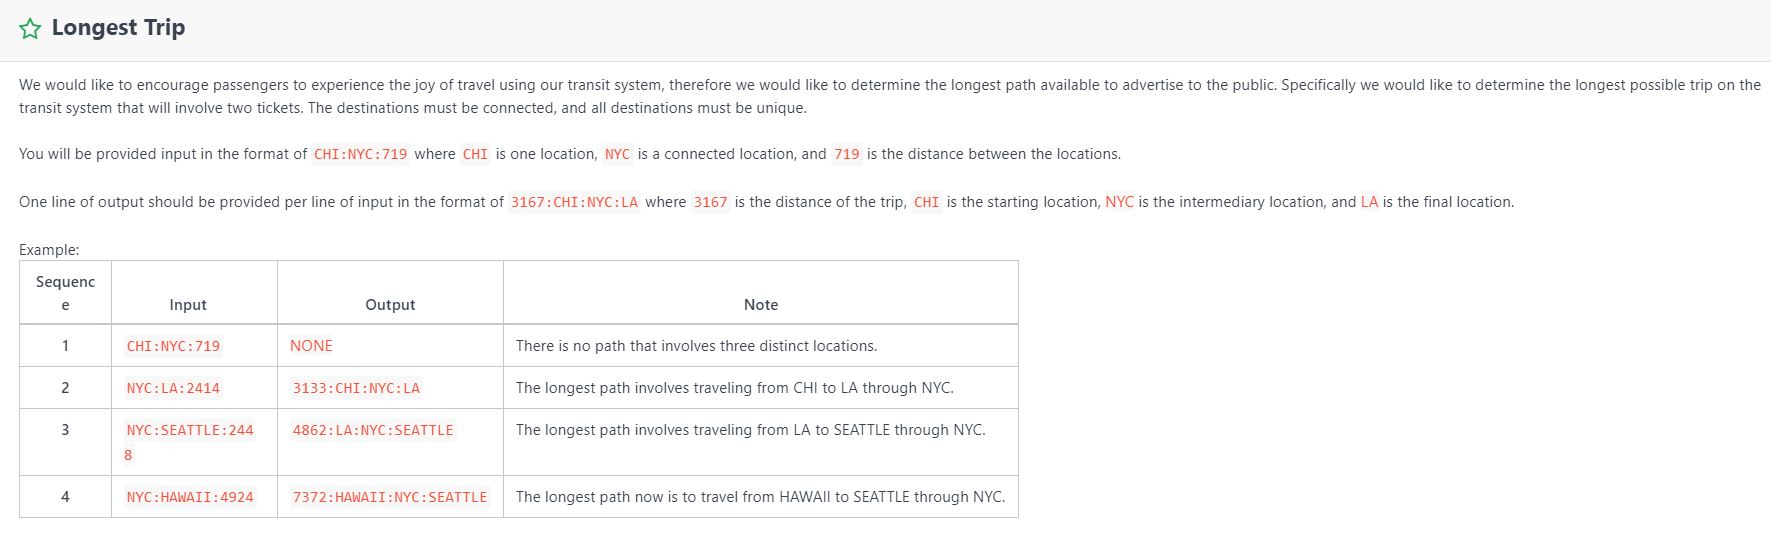 Longest Trip
We would like to encourage passengers to experience the joy of travel using our transit system, therefore we would like to determine the longest path available to advertise to the public. Specifically we would like to determine the longest possible trip on the
transit system that will involve two tickets. The destinations must be connected, and all destinations must be unique.
You will be provided input in the format of CHI:NYC:719 where CHI is one location, NYC is a connected location, and 719 is the distance between the locations.
One line of output should be provided per line of input in the format of 3167:CHI:NYC:LA where 3167 is the distance of the trip, CHI is the starting location, NYC is the intermediary location, and LA is the final location.
Example:
Sequenc
e Input Output Note
1 CHI:NYC:719 NONE There is no path that involves three distinct locations.
2 NYC:LA:2414 3133:CHI:NYC:LA The longest path involves traveling from CHI to LA through NYC.
3 NYC:SEATTLE:244 4862:LA:NYC:SEATTLE The longest path involves traveling from LA to SEATTLE through NYC.
8
4 NYC:HAWAII:4924 7372:HAWAII:NYC:SEATTLE The longest path now is to travel from HAWAII to SEATTLE through NYC.